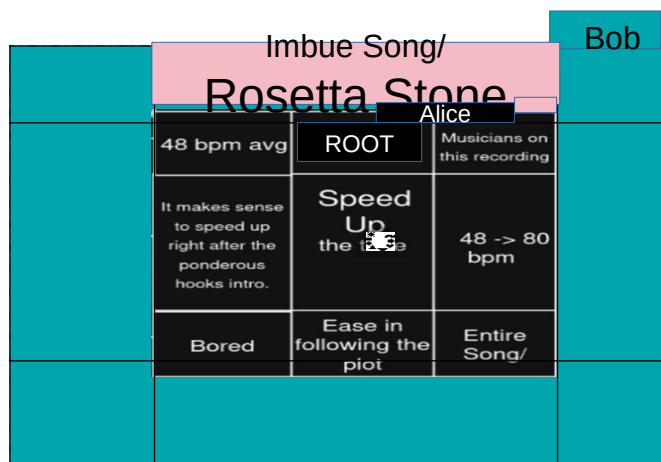 Bob
Imbue Song/
Rosetta Stone
Alice
48 bpm avg
ROOT
Musicians on
this recording
It makes sense
to speed up
right after the
ponderous
hooks intro.
Speed
Up
the
48 -> 80
bpm
Bored
Ease in
following the
piot
Entire
Song/